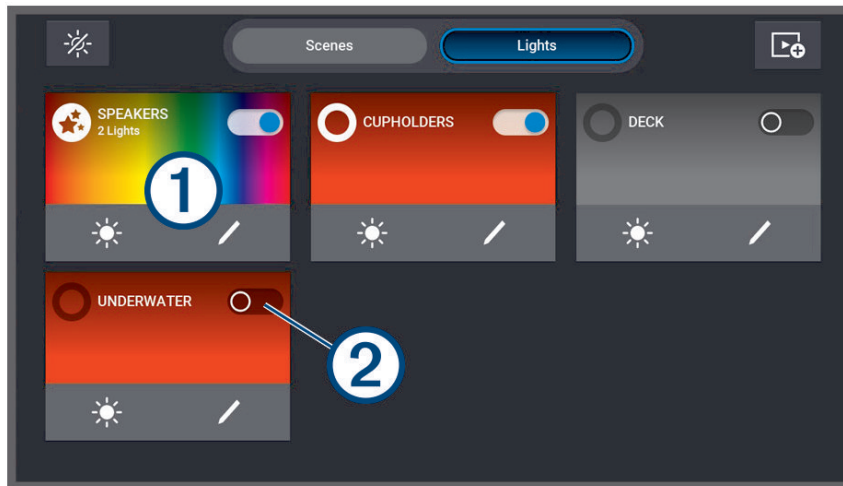 Scenes
Lights
SPEAKERS
2 Lights
CUPHOLDERS
DECK
1
UNDERWATER
2